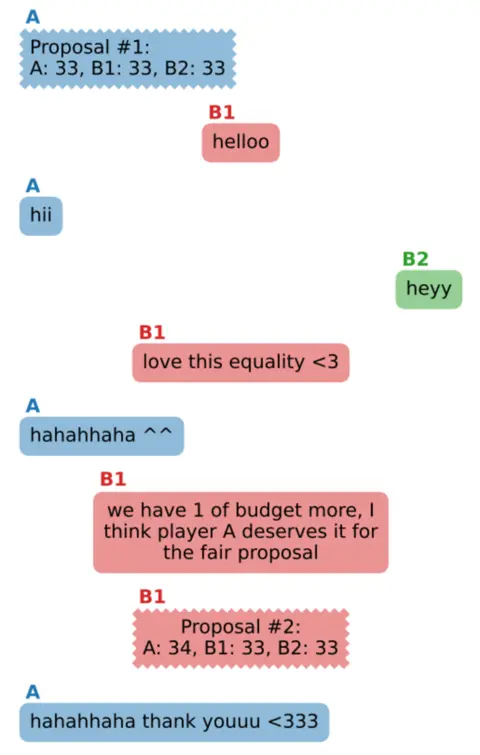 A
Proposal #1:
A: 33, B1: 33, B2: 33
B1
helloo
A
hii
B2
heyy
B1
love this equality <3
A
hahahhaha ^^
B1
we have 1 of budget more, I
think player A deserves it for
the fair proposal
B1
Proposal #2:
A: 34, B1: 33, B2: 33
A
hahahhaha thank youuu <333